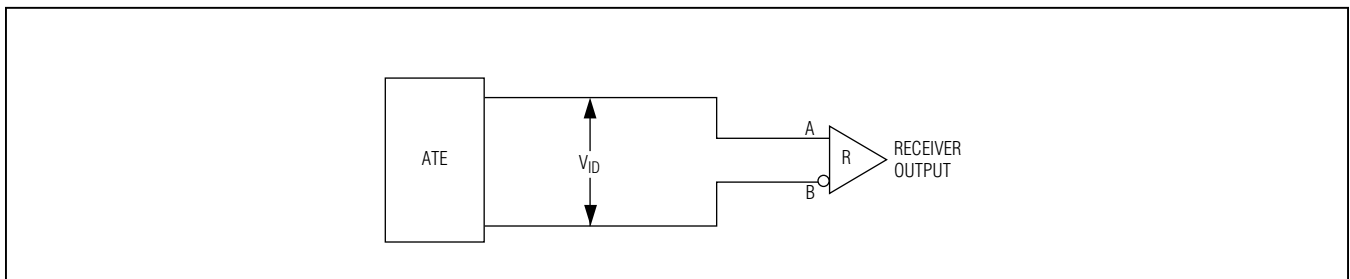 ATE
V_ID
A
B
R
RECEIVER
OUTPUT